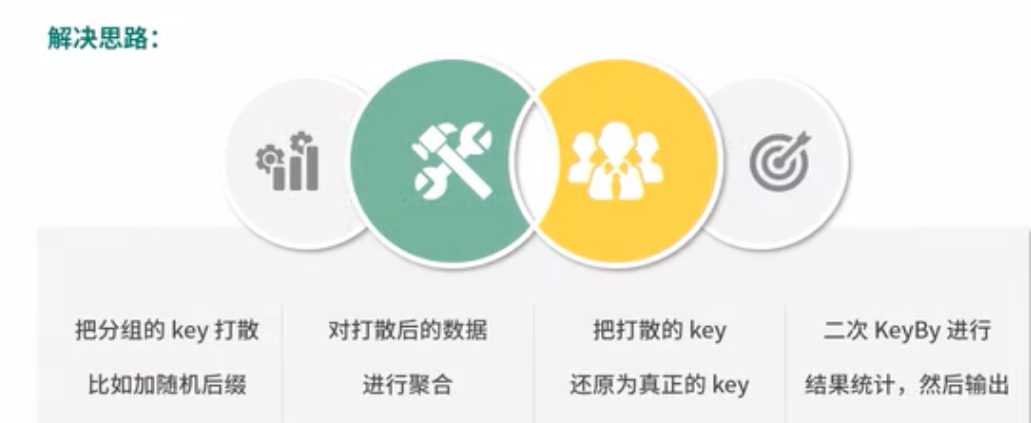 解决思路：
把分组的 key 打散
比如加随机后缀
对打散后的数据
进行聚合
把打散的 key
还原为真正的 key
二次 KeyBy 进行
结果统计，然后输出